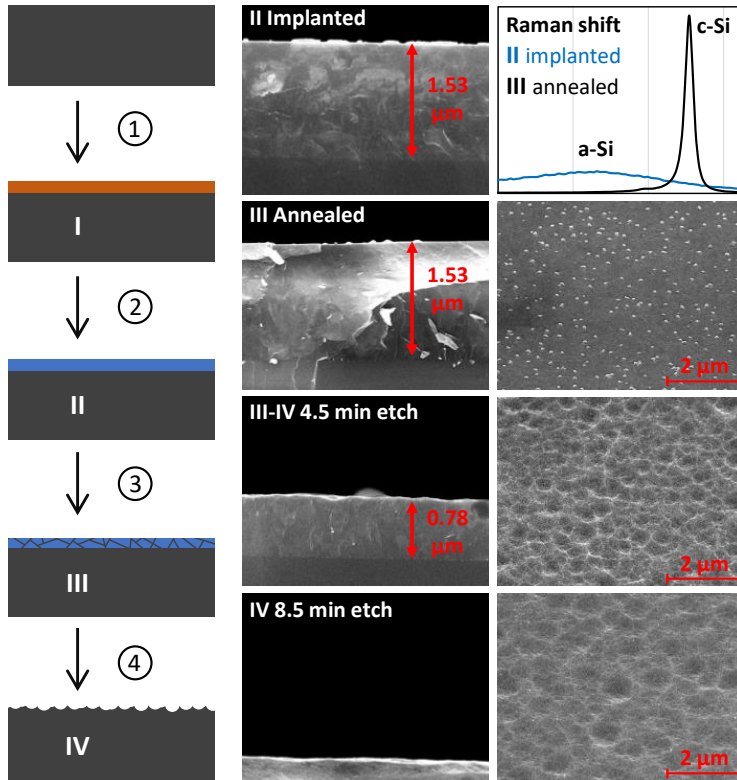 ①
I
②
II
③
III
④
IV
II Implanted
1.53
μm
III Annealed
1.53
μm
III-IV 4.5 min etch
0.78
μm
IV 8.5 min etch
Raman shift
II implanted
III annealed
c-Si
a-Si
2 μm
2 μm
2 μm